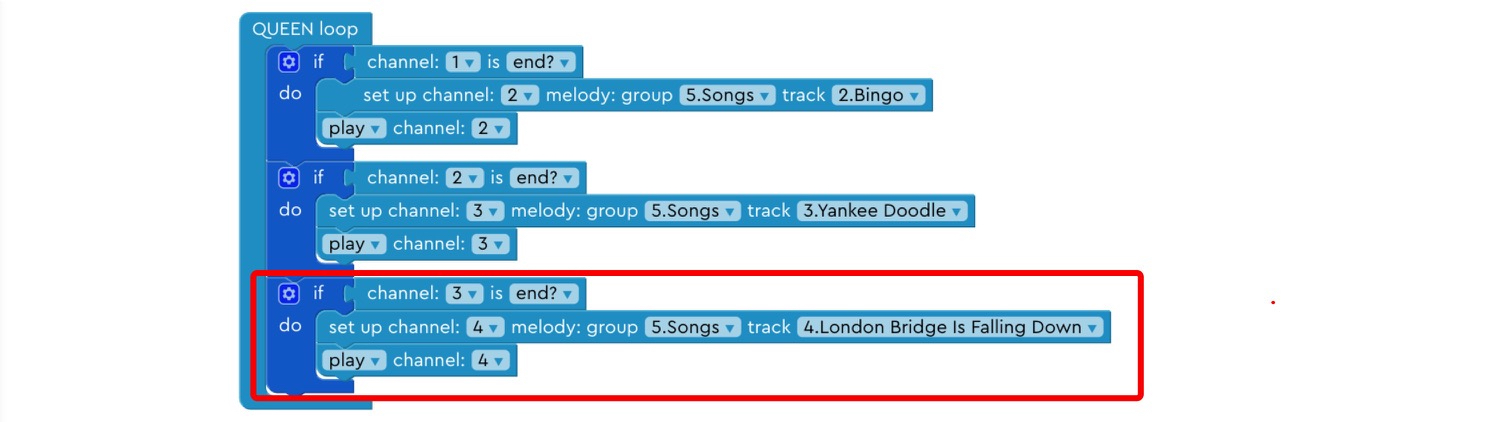 QUEEN loop
if channel: 1 is end?
do set up channel: 2 melody: group 5.Songs track 2.Bingo
play channel: 2
if channel: 2 is end?
do set up channel: 3 melody: group 5.Songs track 3.Yankee Doodle
play channel: 3
if channel: 3 is end?
do set up channel: 4 melody: group 5.Songs track 4.London Bridge Is Falling Down
play channel: 4